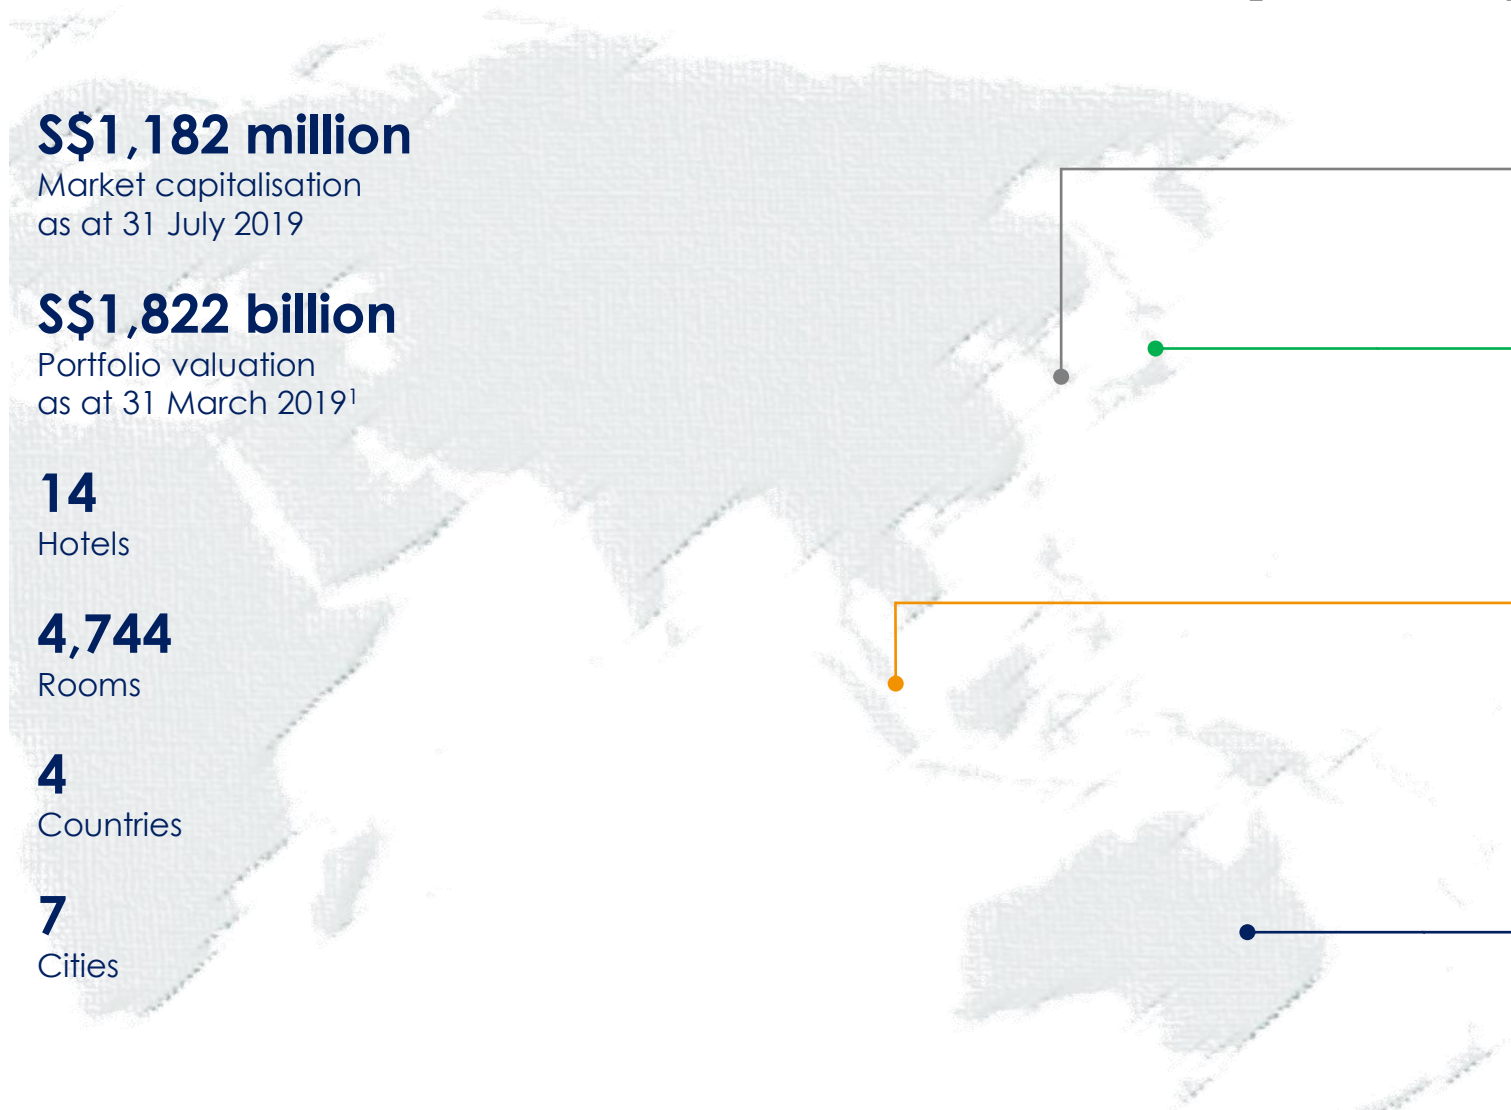 S$1,182 million
Market capitalisation
as at 31 July 2019
S$1,822 billion
Portfolio valuation
as at 31 March 2019¹
14
Hotels
4,744
Rooms
4
Countries
7
Cities